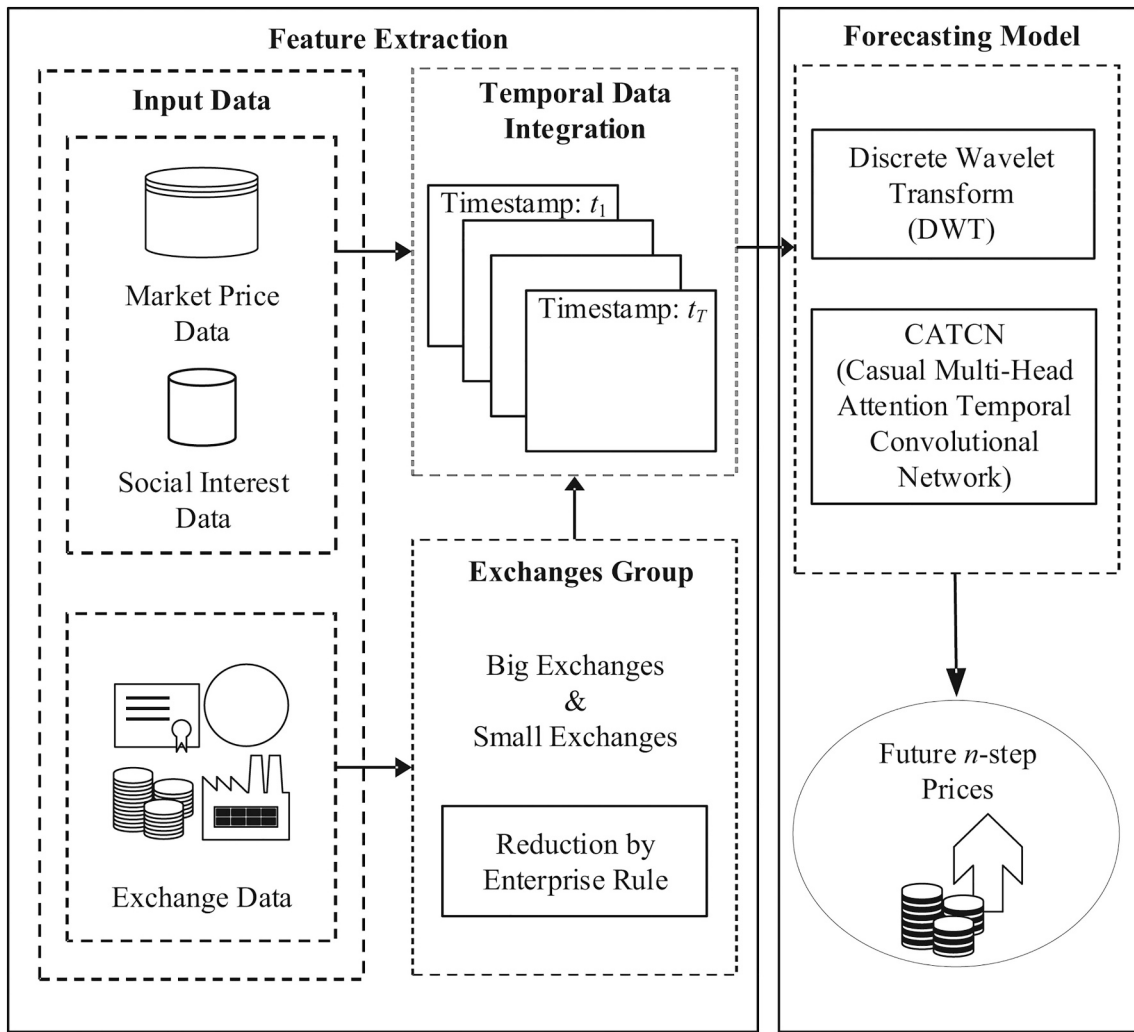 Feature Extraction
Input Data
Market Price
Data
Social Interest
Data
Exchange Data
Temporal Data
Integration
Timestamp: t1
Timestamp: tT
Exchanges Group
Big Exchanges
&
Small Exchanges
Reduction by
Enterprise Rule
Forecasting Model
Discrete Wavelet
Transform
(DWT)
CATCN
(Casual Multi-Head
Attention Temporal
Convolutional
Network)
Future n-step
Prices